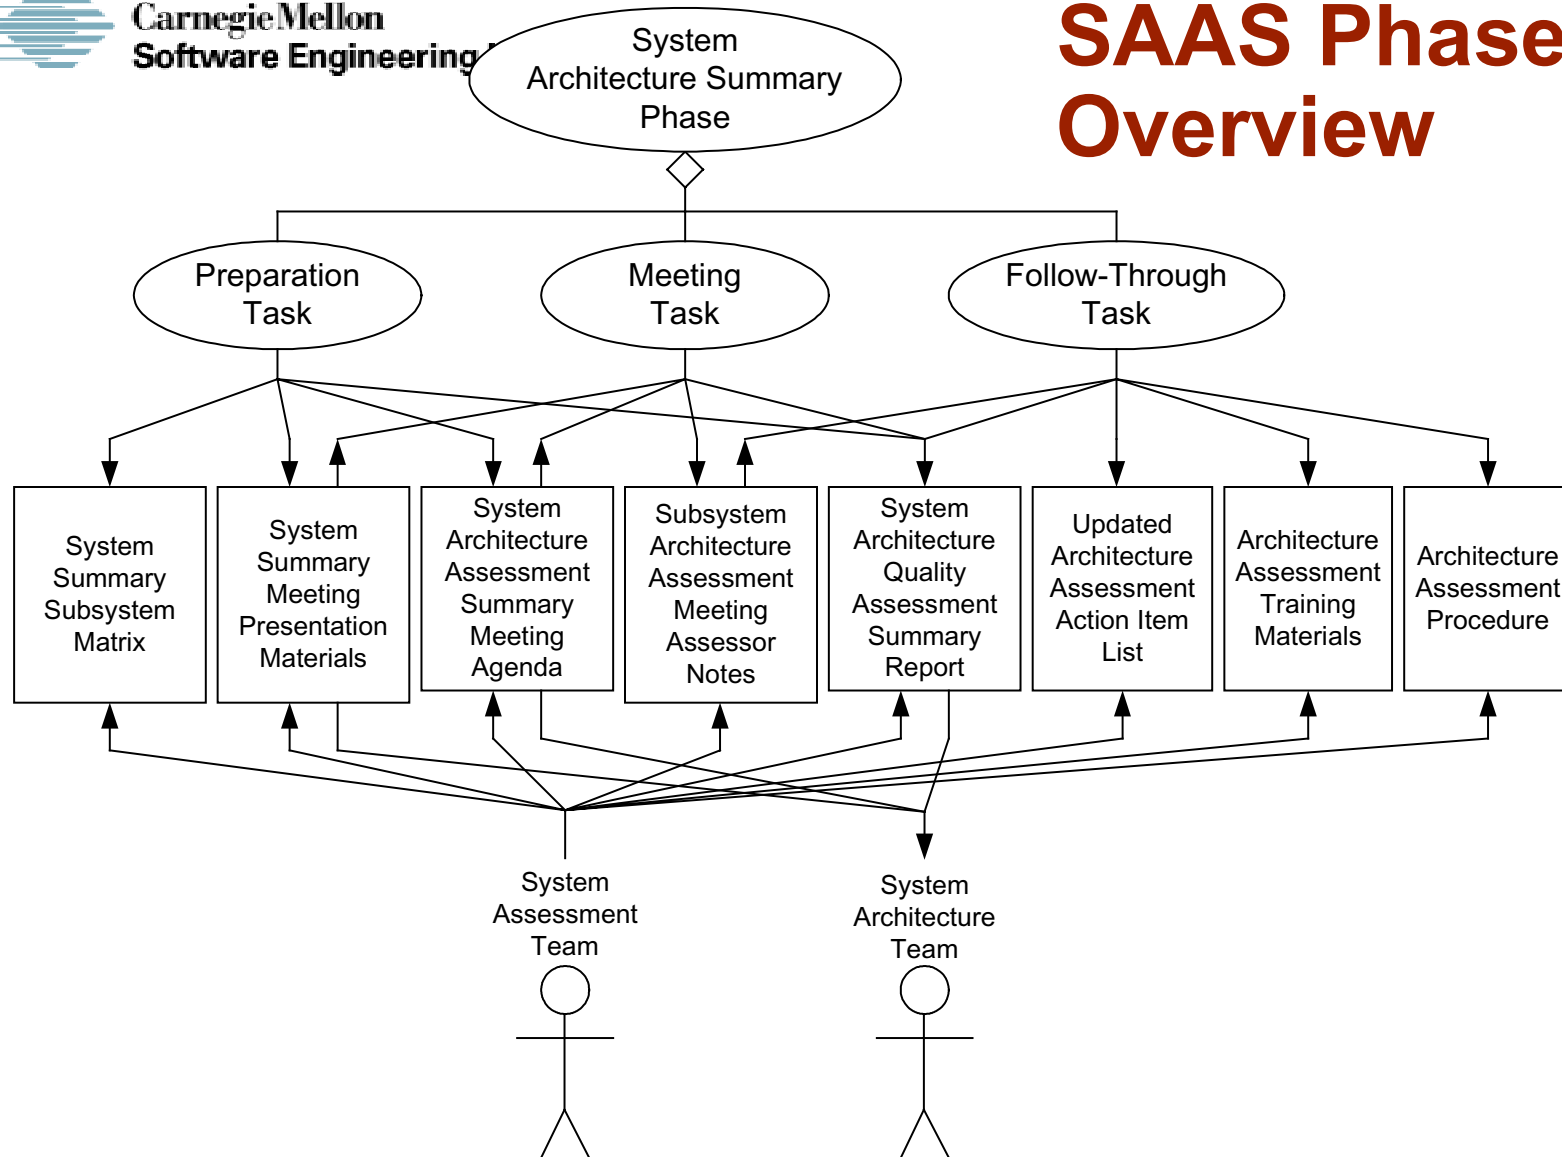 Carnegie Mellon
Software Engineering
SAAS Phase
Overview
System
Architecture Summary
Phase
Preparation
Task
Meeting
Task
Follow-Through
Task
System
Summary
Subsystem
Matrix
System
Summary
Meeting
Presentation
Materials
System
Architecture
Assessment
Summary
Meeting
Agenda
Subsystem
Architecture
Assessment
Meeting
Assessor
Notes
System
Architecture
Quality
Assessment
Summary
Report
Updated
Architecture
Assessment
Action Item
List
Architecture
Assessment
Training
Materials
Architecture
Assessment
Procedure
System
Assessment
Team
System
Architecture
Team